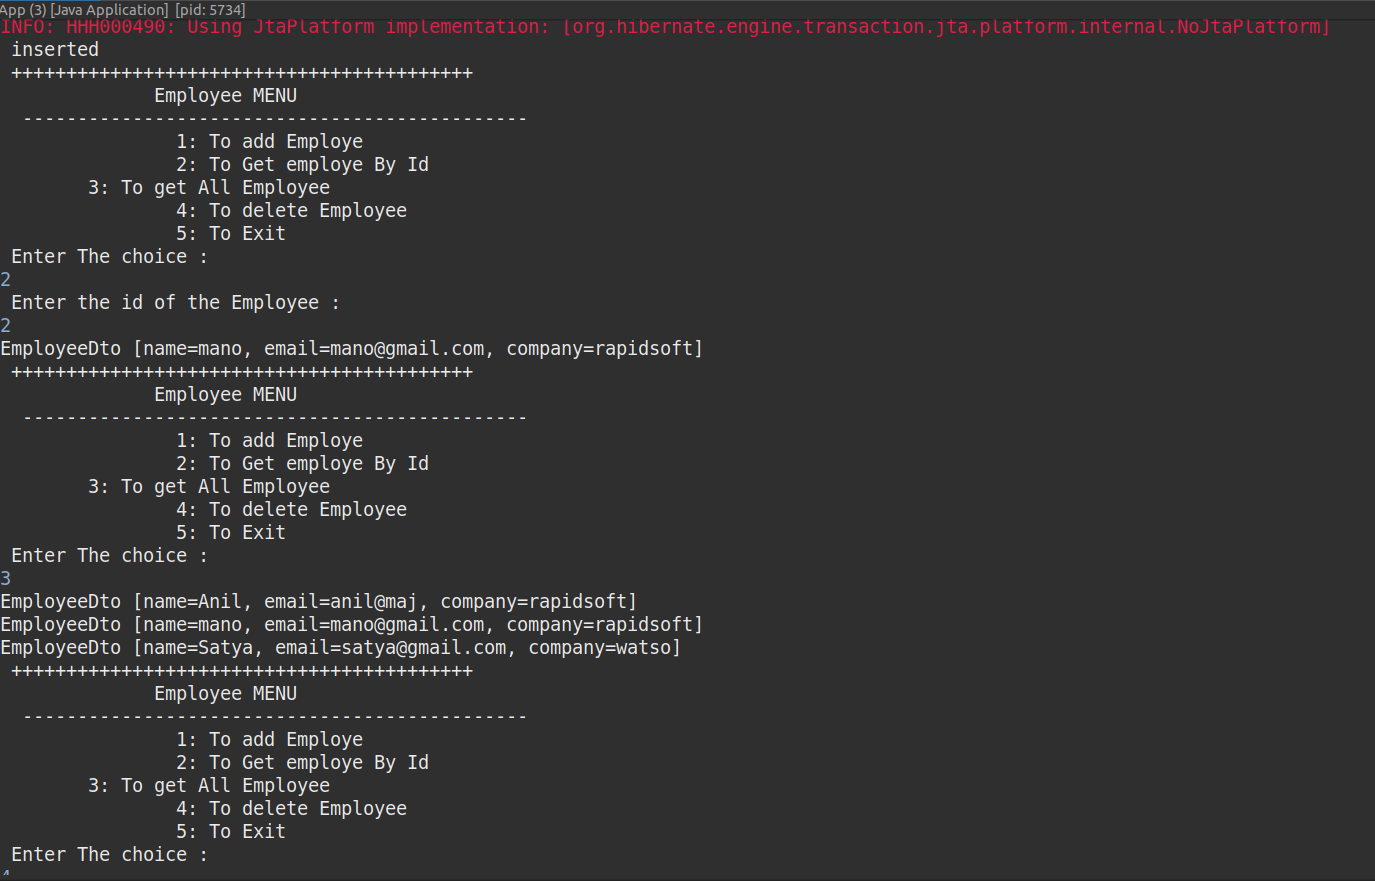 App (3) [Java Application] [pid: 5734]
INFO: HHH000490: Using JtaPlatform implementation: [org.hibernate.engine.transaction.jta.platform.internal.NoJtaPlatform]
inserted
++++++++++++++++++++++++++++++++++++++++++
Employee MENU
----------------------------------------------
1: To add Employe
2: To Get employe By Id
3: To get All Employee
4: To delete Employee
5: To Exit
Enter The choice :
2
Enter the id of the Employee :
2
EmployeeDto [name=mano, email=mano@gmail.com, company=rapidsoft]
++++++++++++++++++++++++++++++++++++++++++
Employee MENU
----------------------------------------------
1: To add Employe
2: To Get employe By Id
3: To get All Employee
4: To delete Employee
5: To Exit
Enter The choice :
3
EmployeeDto [name=Anil, email=anil@maj, company=rapidsoft]
EmployeeDto [name=mano, email=mano@gmail.com, company=rapidsoft]
EmployeeDto [name=Satya, email=satya@gmail.com, company=watso]
++++++++++++++++++++++++++++++++++++++++++
Employee MENU
----------------------------------------------
1: To add Employe
2: To Get employe By Id
3: To get All Employee
4: To delete Employee
5: To Exit
Enter The choice :